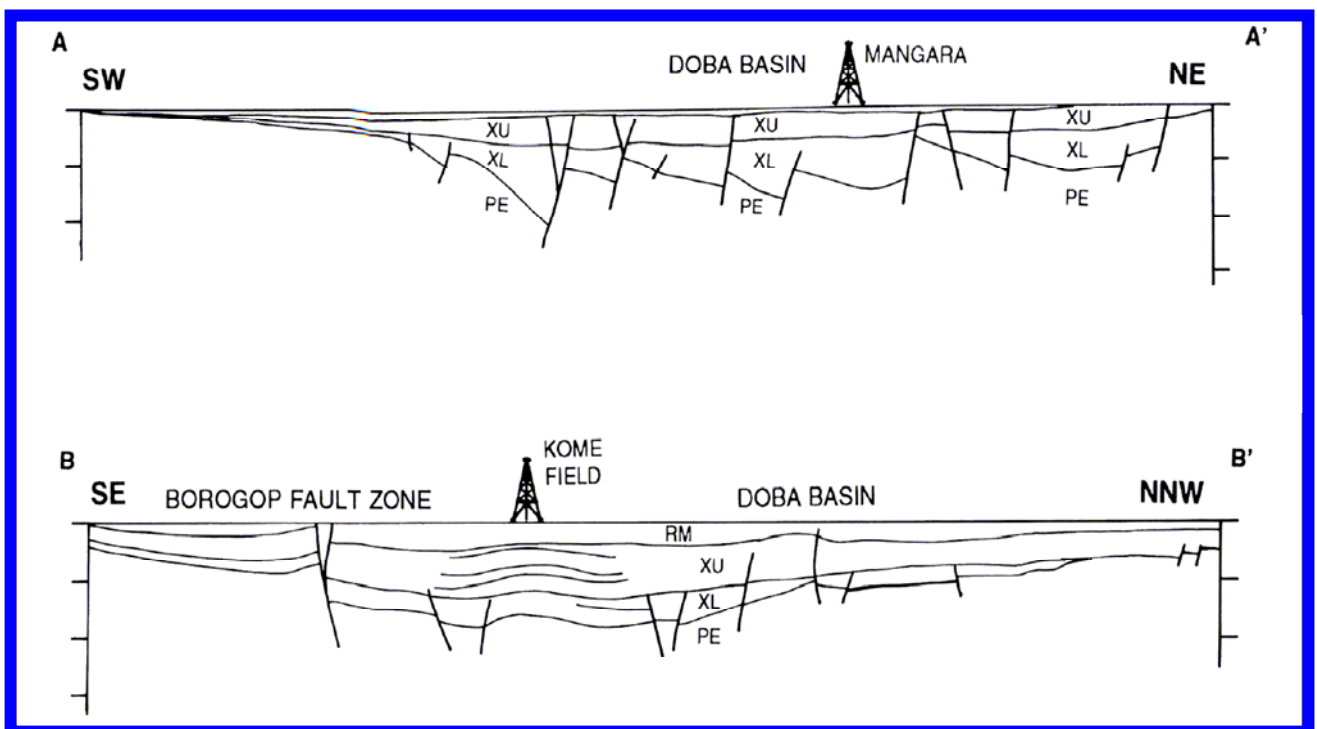 A
A'
SW
DOBA BASIN
MANGARA
NE
XU
XU
XU
XL
XL
XL
PE
PE
PE
B
KOME
FIELD
B'
SE
BOROGOP FAULT ZONE
DOBA BASIN
NNW
RM
XU
XL
PE